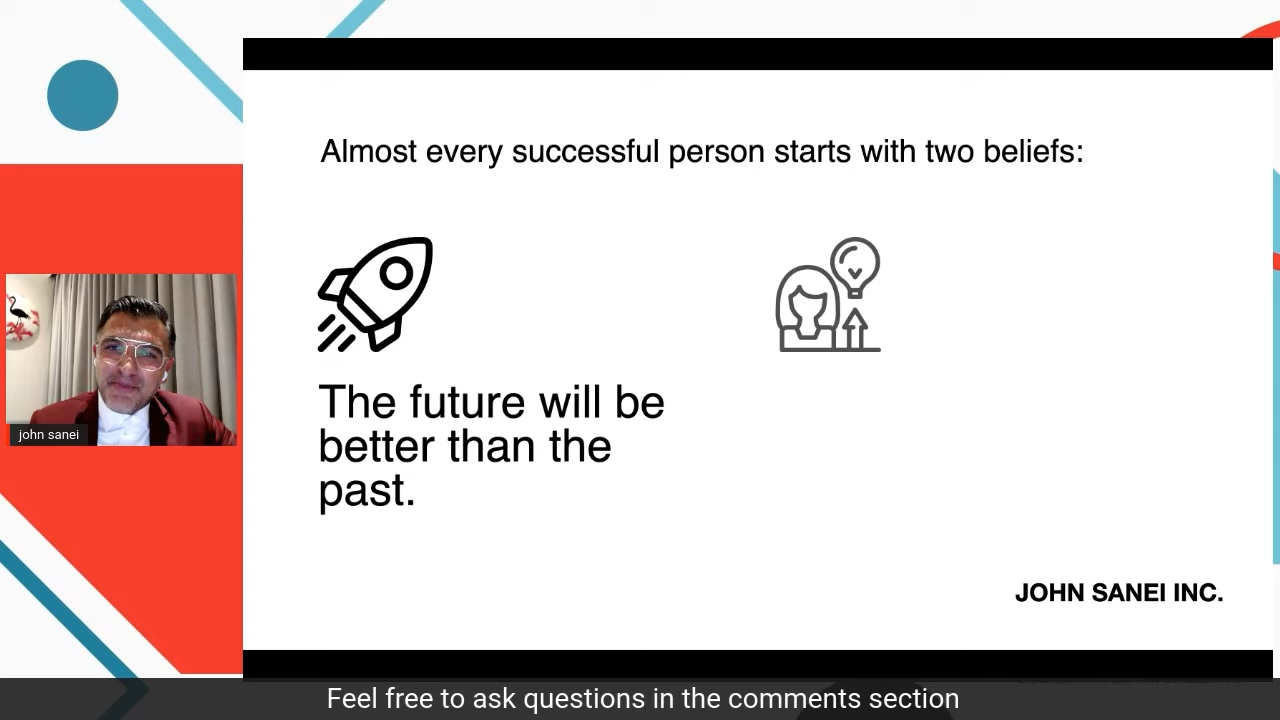 Almost every successful person starts with two beliefs:
The future will be
better than the
past.
john sanei
JOHN SANEI INC.
Feel free to ask questions in the comments section